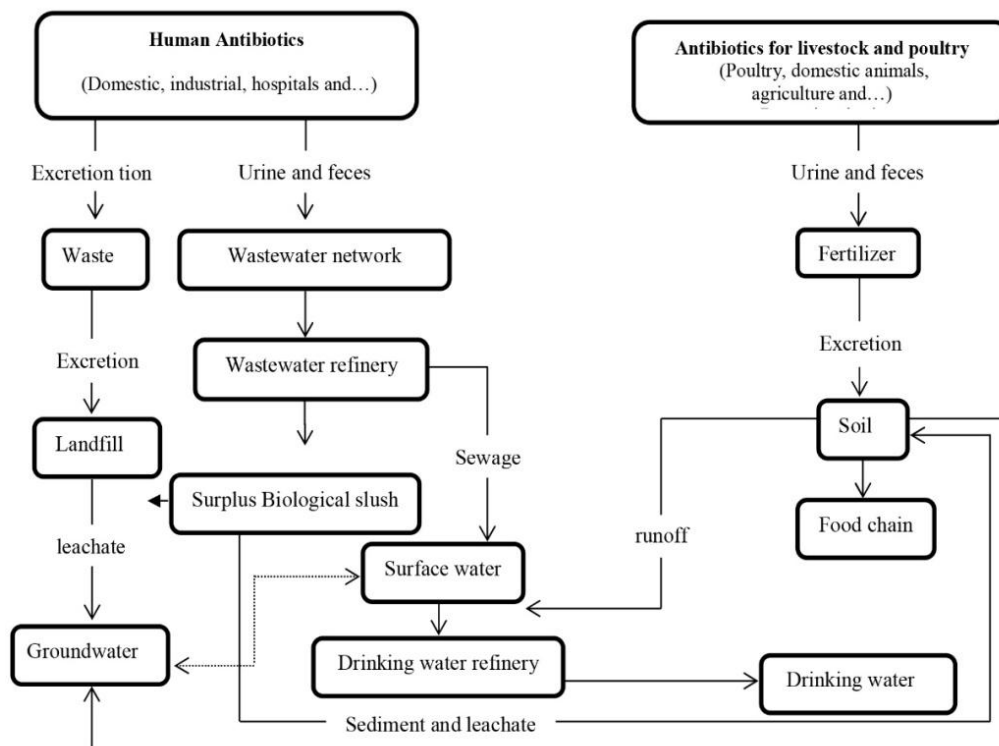 Human Antibiotics
(Domestic, industrial, hospitals and…)
Antibiotics for livestock and poultry
(Poultry, domestic animals,
agriculture and…)
Excretion tion
Urine and feces
Urine and feces
Waste
Wastewater network
Fertilizer
Excretion
Wastewater refinery
Excretion
Landfill
Sewage
Soil
Surplus Biological slush
leachate
runoff
Food chain
Surface water
Groundwater
Drinking water refinery
Drinking water
Sediment and leachate